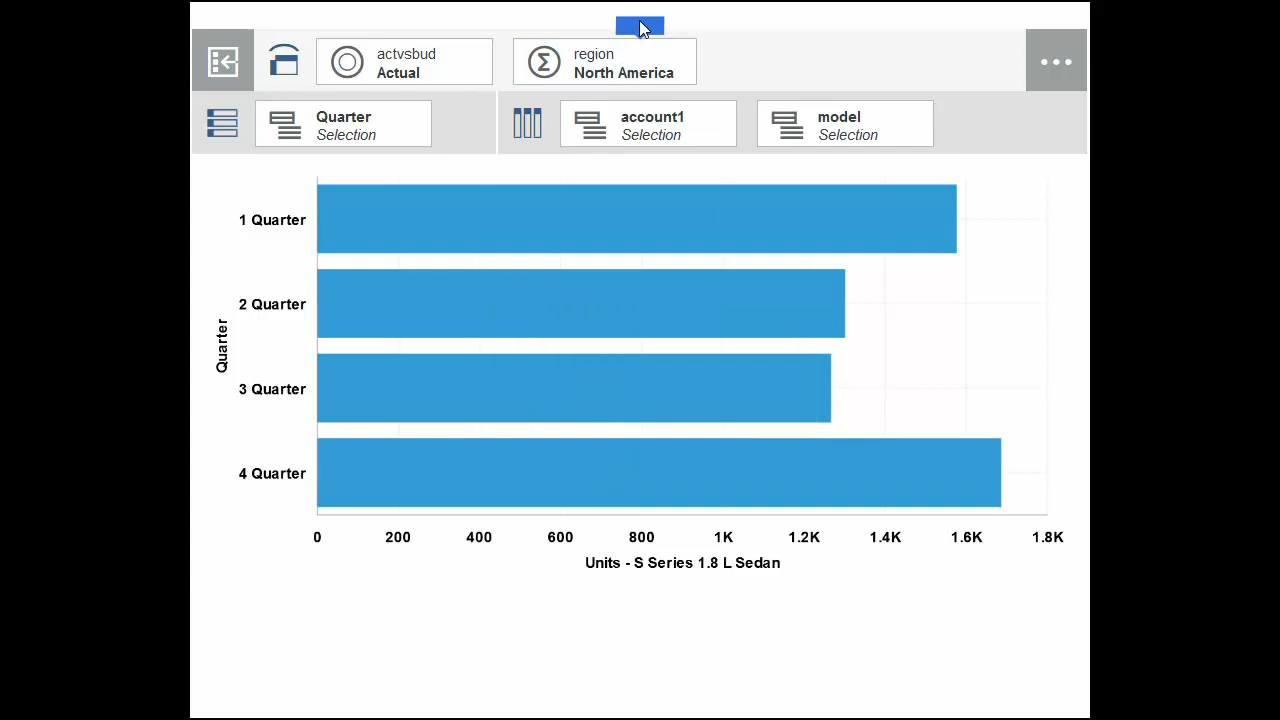 actvsbud
Actual
region
North America
Quarter
Selection
account1
Selection
model
Selection
1 Quarter
2 Quarter
3 Quarter
4 Quarter
Quarter
0 200 400 600 800 1K 1.2K 1.4K 1.6K 1.8K
Units - S Series 1.8 L Sedan